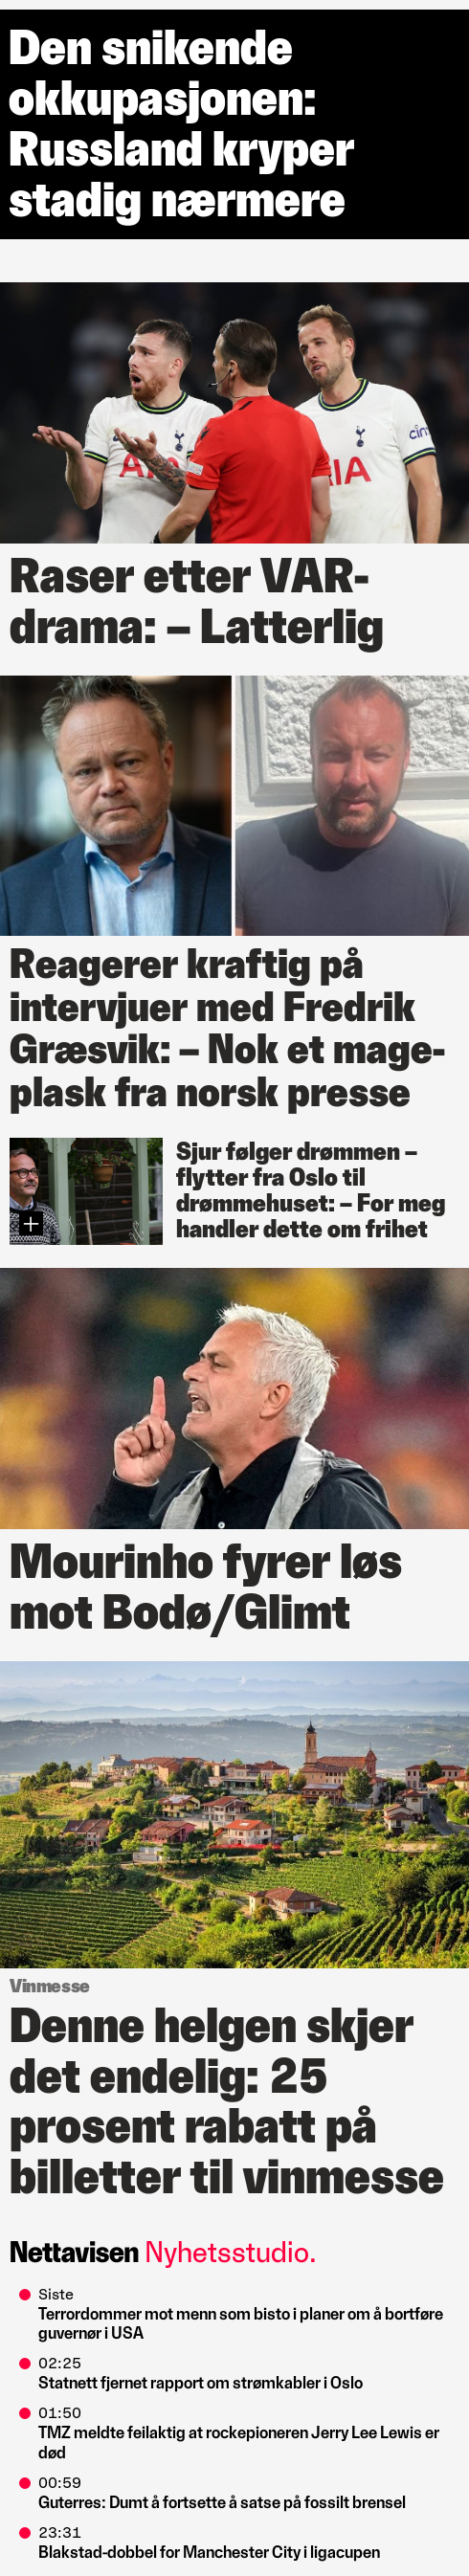 Den snikende
okkupasjonen:
Russland kryper
stadig nærmere
AIA
cin
Raser etter VAR-
drama: – Latterlig
Reagerer kraftig på
intervjuer med Fredrik
Græsvik: – Nok et mage-
plask fra norsk presse
Sjur følger drømmen –
flytter fra Oslo til
drømmehuset: – For meg
handler dette om frihet
Mourinho fyrer løs
mot Bodø/Glimt
Vinmesse
Denne helgen skjer
det endelig: 25
prosent rabatt på
billetter til vinmesse
Nettavisen Nyhetsstudio.
Siste
Terrordommer mot menn som bisto i planer om å bortføre
guvernør i USA
02:25
Statnett fjernet rapport om strømkabler i Oslo
01:50
TMZ meldte feilaktig at rockepioneren Jerry Lee Lewis er
død
00:59
Guterres: Dumt å fortsette å satse på fossilt brensel
23:31
Blakstad-dobbel for Manchester City i ligacupen